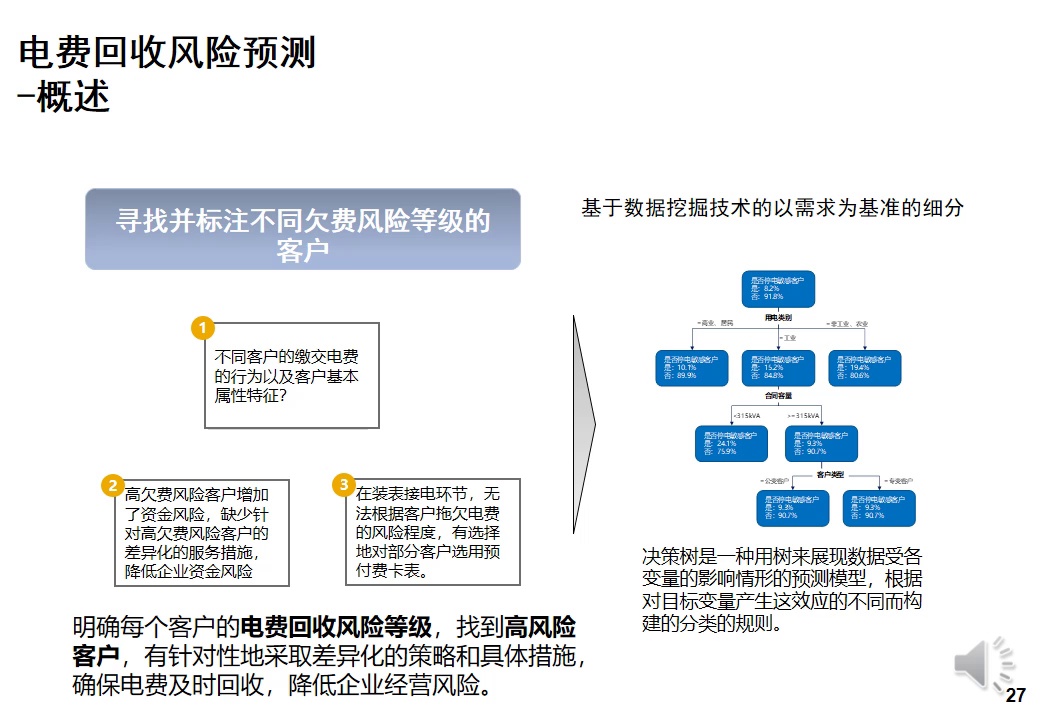 电费回收风险预测
-概述
寻找并标注不同欠费风险等级的
客户
1
不同客户的缴交电费
的行为以及客户基本
属性特征？
2
高欠费风险客户增加
了资金风险，缺少针
对高欠费风险客户的
差异化的服务措施，
降低企业资金风险
3
在装表接电环节，无
法根据客户拖欠电费
的风险程度，有选择
地对部分客户选用预
付费卡表。
明确每个客户的电费回收风险等级，找到高风险
客户，有针对性地采取差异化的策略和具体措施，
确保电费及时回收，降低企业经营风险。
基于数据挖掘技术的以需求为基准的细分
是否停电敏感客户
是：8.2%
否：91.8%
用电类别
=商业、居民
=工业
=非工业、农业
是否停电敏感客户
是：10.1%
否：89.9%
是否停电敏感客户
是：15.2%
否：84.8%
是否停电敏感客户
是：19.4%
否：80.6%
合同容量
<315kVA
>=315kVA
是否停电敏感客户
是：24.1%
否：75.9%
是否停电敏感客户
是：9.3%
否：90.7%
客户类型
=公变客户
=专变客户
是否停电敏感客户
是：9.3%
否：90.7%
是否停电敏感客户
是：9.3%
否：90.7%
决策树是一种用树来展现数据受各
变量的影响情形的预测模型，根据
对目标变量产生这效应的不同而构
建的分类的规则。
27